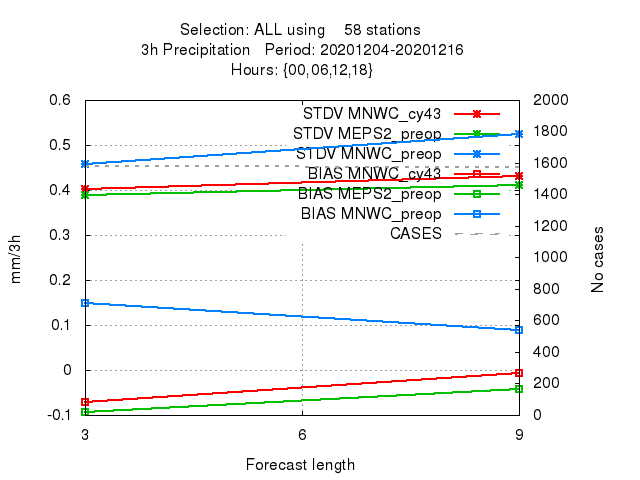 Selection: ALL using    58 stations
3h Precipitation   Period: 20201204-20201216
Hours: {00,06,12,18}
STDV MNWC_cy43
STDV MEPS2_preop
STDV MNWC_preop
BIAS MNWC_cy43
BIAS MEPS2_preop
BIAS MNWC_preop
CASES
mm/3h
0.6
0.5
0.4
0.3
0.2
0.1
0
-0.1
No cases
2000
1800
1600
1400
1200
1000
800
600
400
200
0
3 6 9
Forecast length